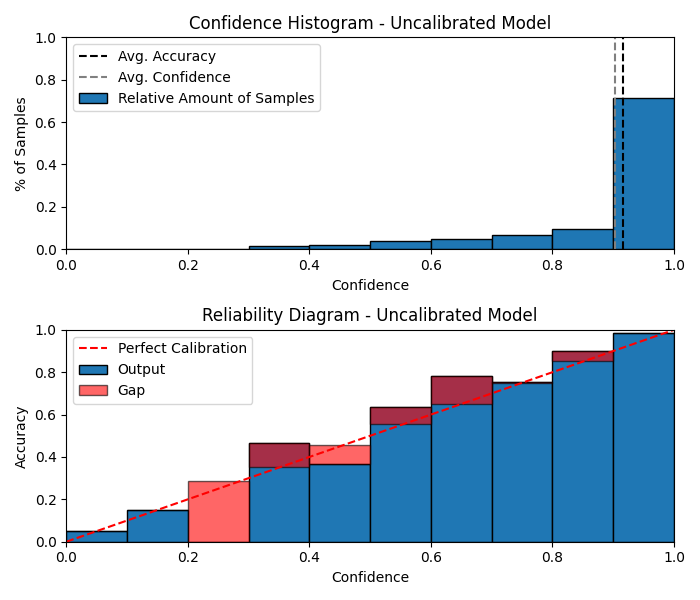 Confidence Histogram - Uncalibrated Model
1.0
0.8
0.6
0.4
0.2
0.0
% of Samples
Avg. Accuracy
Avg. Confidence
Relative Amount of Samples
0.0 0.2 0.4 0.6 0.8 1.0
Confidence
Reliability Diagram - Uncalibrated Model
1.0
0.8
0.6
0.4
0.2
0.0
Accuracy
Perfect Calibration
Output
Gap
0.0 0.2 0.4 0.6 0.8 1.0
Confidence